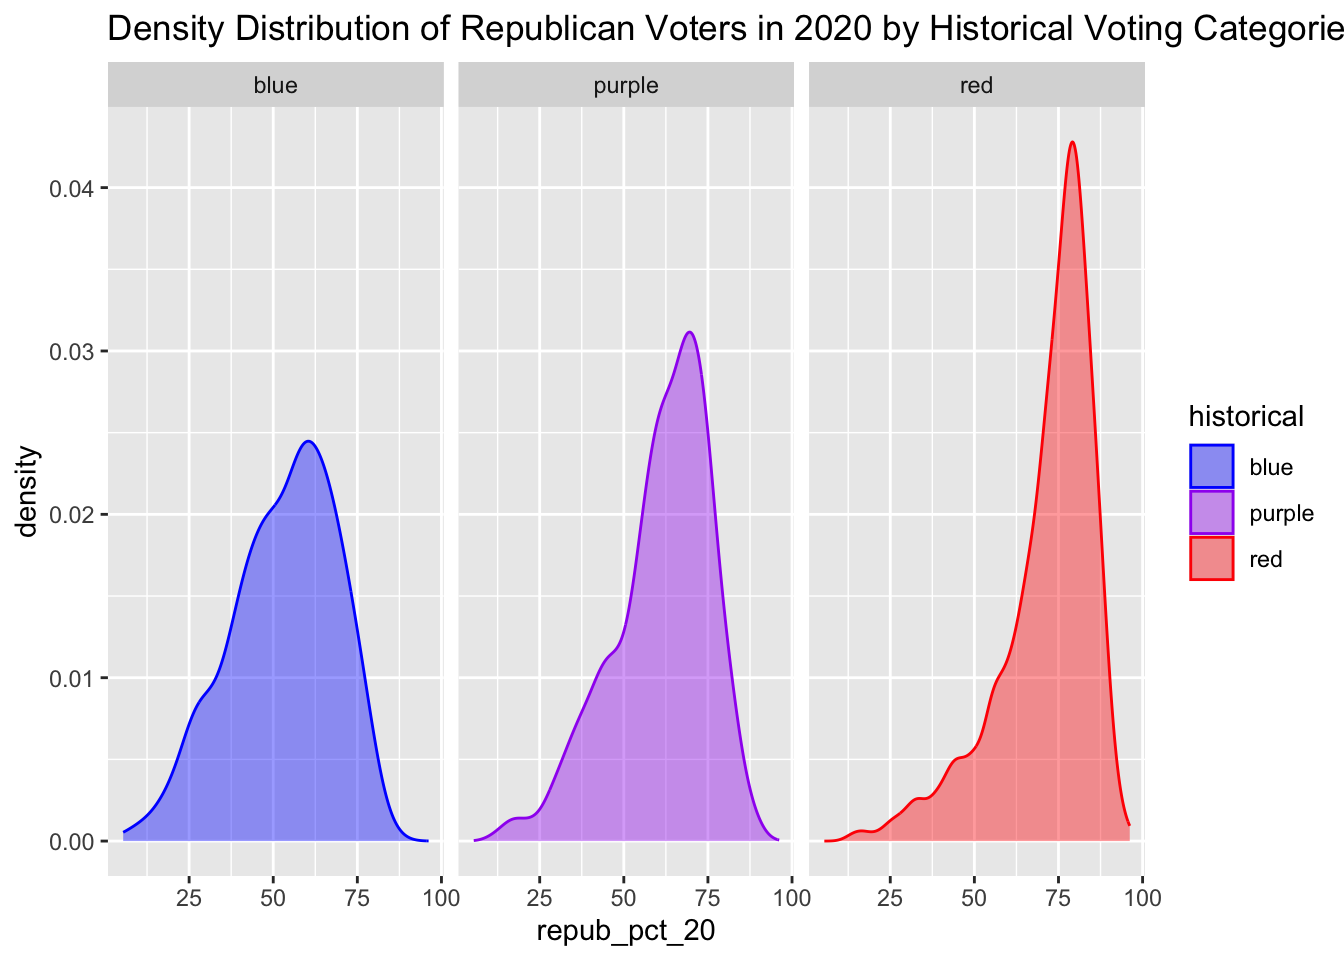 Density Distribution of Republican Voters in 2020 by Historical Voting Categorie
blue purple red
0.04
0.03
0.02
0.01
0.00
density
25 50 75 100 25 50 75 100 25 50 75 100
repub_pct_20
historical
blue
purple
red